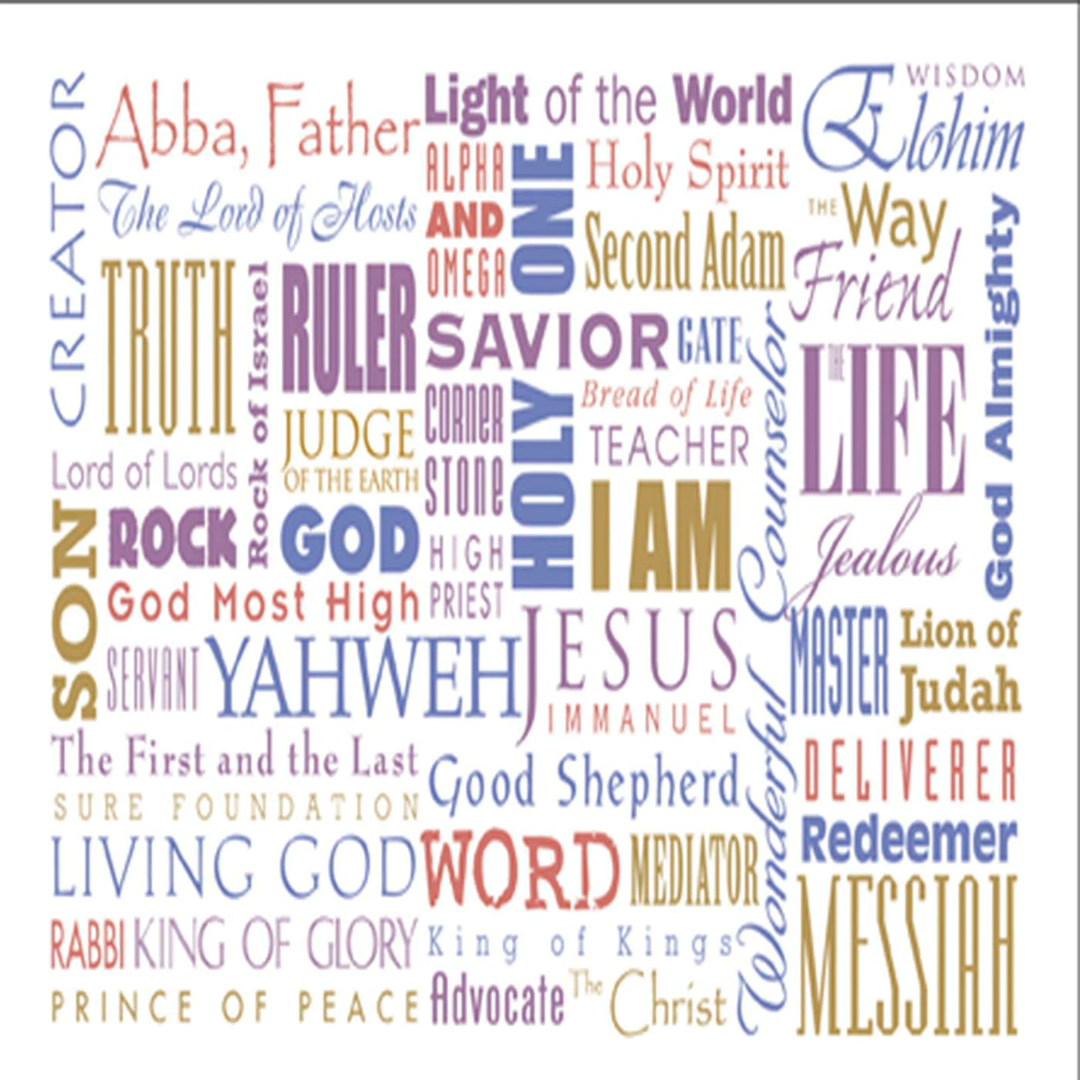 CREATOR
Abba, Father
The Lord of Hosts
TRUTH
Rock of Israel
RULER
JUDGE
OF THE EARTH
Lord of Lords
ROCK
GOD
SON
God Most High
SERVANT
YAHWEH
The First and the Last
SURE FOUNDATION
LIVING GOD
RABBI
KING OF GLORY
PRINCE OF PEACE
Light of the World
ALPHA
AND
OMEGA
HOLY ONE
Holy Spirit
Second Adam
SAVIOR
GATE
CORNER
STONE
Bread of Life
TEACHER
I AM
HIGH
PRIEST
JESUS
IMMANUEL
Good Shepherd
WORD
MEDIATOR
King of Kings
Advocate
The Christ
Wonderful Counselor
WISDOM
Elohim
THE Way
Friend
God Almighty
THE LIFE
Jealous
MASTER
Lion of
Judah
DELIVERER
Redeemer
MESSIAH